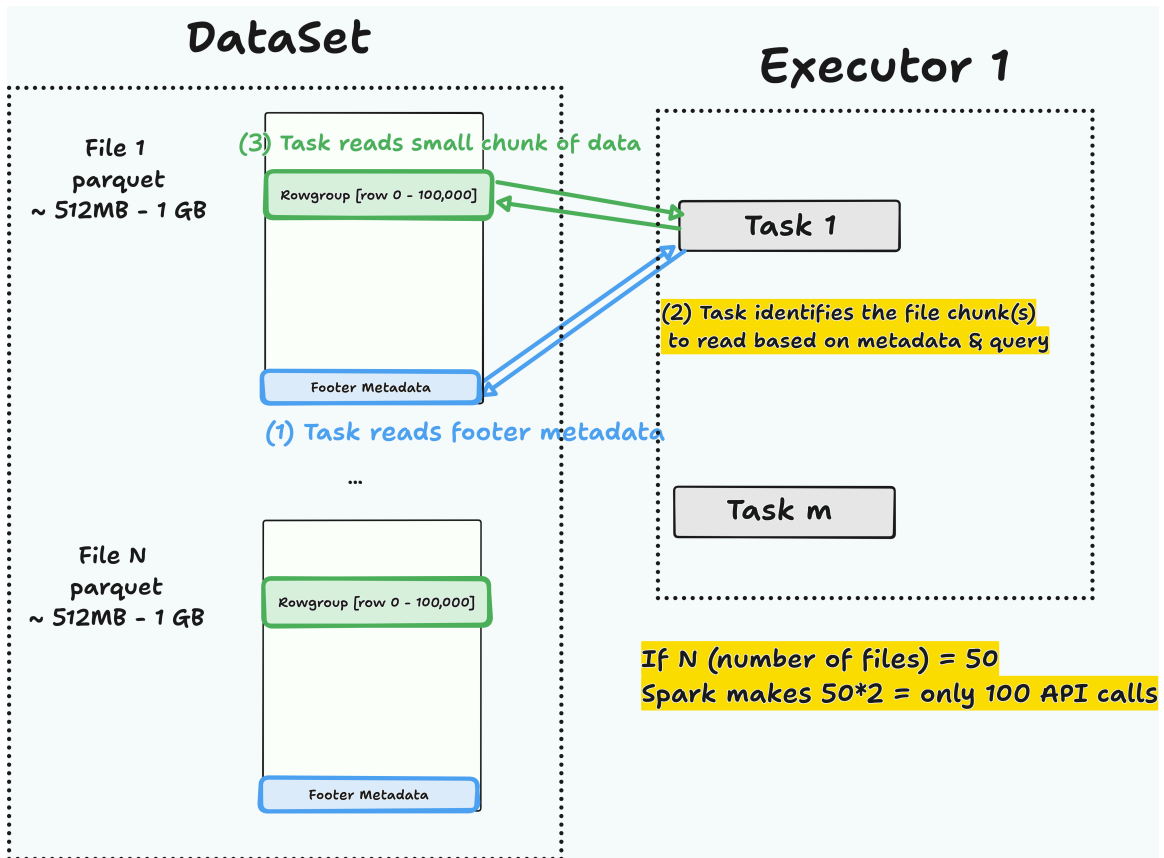 DataSet
Executor 1
File 1
parquet
~ 512MB - 1 GB
(3) Task reads small chunk of data
Rowgroup [row 0 - 100,000]
Task 1
(2) Task identifies the file chunk(s)
to read based on metadata & query
Footer Metadata
(1) Task reads footer metadata
...
Task m
File N
parquet
~ 512MB - 1 GB
Rowgroup [row 0 - 100,000]
If N (number of files) = 50
Spark makes 50*2 = only 100 API calls
Footer Metadata